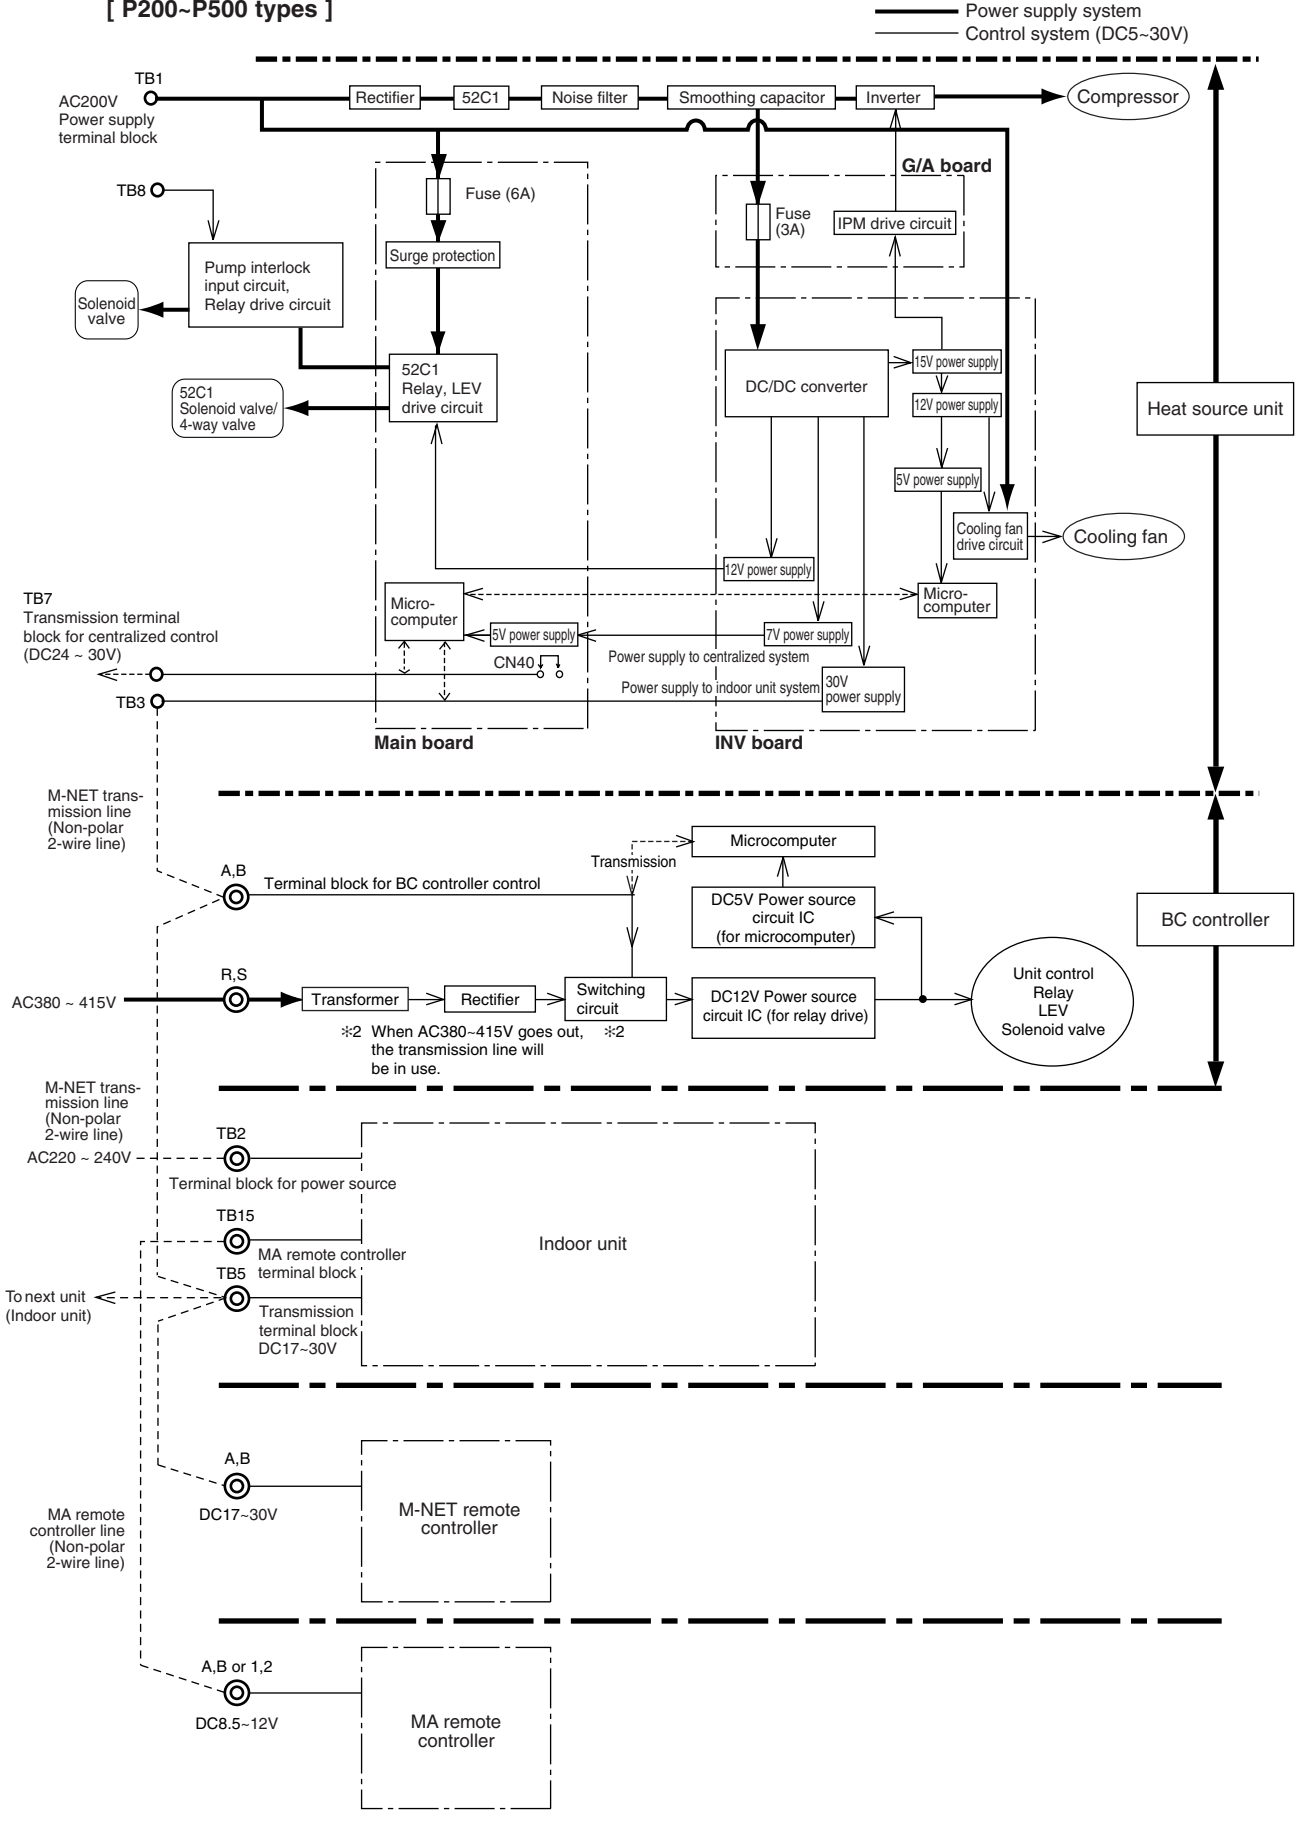 [ P200~P500 types ]
Power supply system
Control system (DC5~30V)
TB1
AC200V
Power supply
terminal block
Rectifier
52C1
Noise filter
Smoothing capacitor
Inverter
Compressor
G/A board
TB8
Fuse (6A)
Fuse
(3A)
IPM drive circuit
Surge protection
Pump interlock
input circuit,
Relay drive circuit
Solenoid
valve
52C1
Relay, LEV
drive circuit
52C1
Solenoid valve/
4-way valve
DC/DC converter
15V power supply
12V power supply
5V power supply
Heat source unit
Cooling fan
drive circuit
Cooling fan
12V power supply
Micro-
computer
Micro-
computer
TB7
Transmission terminal
block for centralized control
(DC24 ~ 30V)
5V power supply
7V power supply
CN40
Power supply to centralized system
Power supply to indoor unit system
30V
power supply
TB3
Main board
INV board
M-NET trans-
mission line
(Non-polar
2-wire line)
Microcomputer
Transmission
A,B
Terminal block for BC controller control
DC5V Power source
circuit IC
(for microcomputer)
BC controller
R,S
AC380 ~ 415V
Transformer
Rectifier
Switching
circuit
DC12V Power source
circuit IC (for relay drive)
Unit control
Relay
LEV
Solenoid valve
※2 When AC380~415V goes out,
the transmission line will
be in use.
※2
M-NET trans-
mission line
(Non-polar
2-wire line)
TB2
AC220 ~ 240V
Terminal block for power source
TB15
MA remote controller
terminal block
Indoor unit
TB5
To next unit
(Indoor unit)
Transmission
terminal block
DC17~30V
A,B
DC17~30V
M-NET remote
controller
MA remote
controller line
(Non-polar
2-wire line)
A,B or 1,2
DC8.5~12V
MA remote
controller